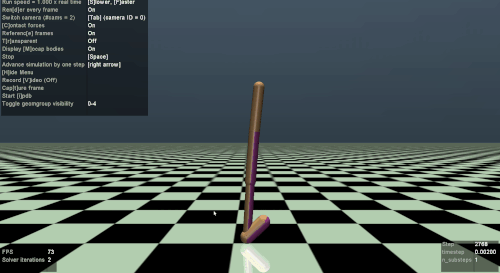 Run speed = 1.000 x real time [S]lower, [F]aster
Ren[d]er every frame On
Switch camera (#cams = 2) [Tab] (camera ID = 0)
[C]ontact forces On
Referenc[e] frames On
T[r]ansparent Off
Display [M]ocap bodies On
Stop [Space]
Advance simulation by one step [right arrow]
[H]ide Menu
Record [V]ideo (Off)
Cap[t]ure frame
Start [i]pdb
Toggle geomgroup visibility 0-4
FPS 73
Solver iterations 2
Step 2768
timestep 0.00200
n_substeps 1